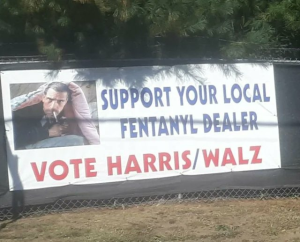 SUPPORT YOUR LOCAL
FENTANYL DEALER
VOTE HARRIS/WALZ